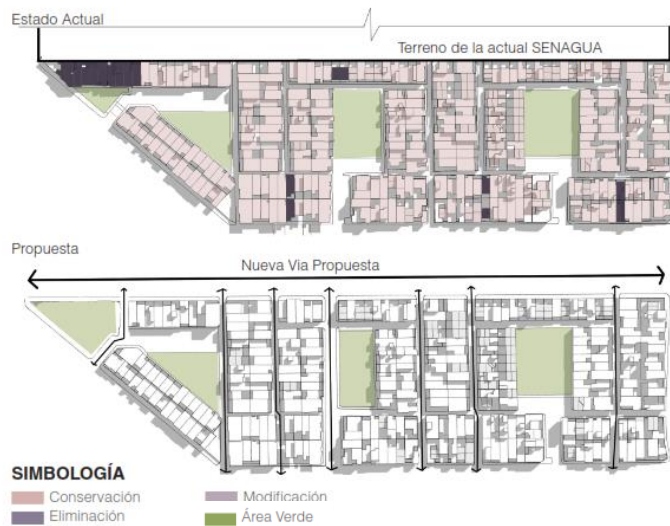 Estado Actual
Terreno de la actual SENAGUA
Propuesta
Nueva Via Propuesta
SIMBOLOGÍA
Conservación
Modificación
Eliminación
Área Verde